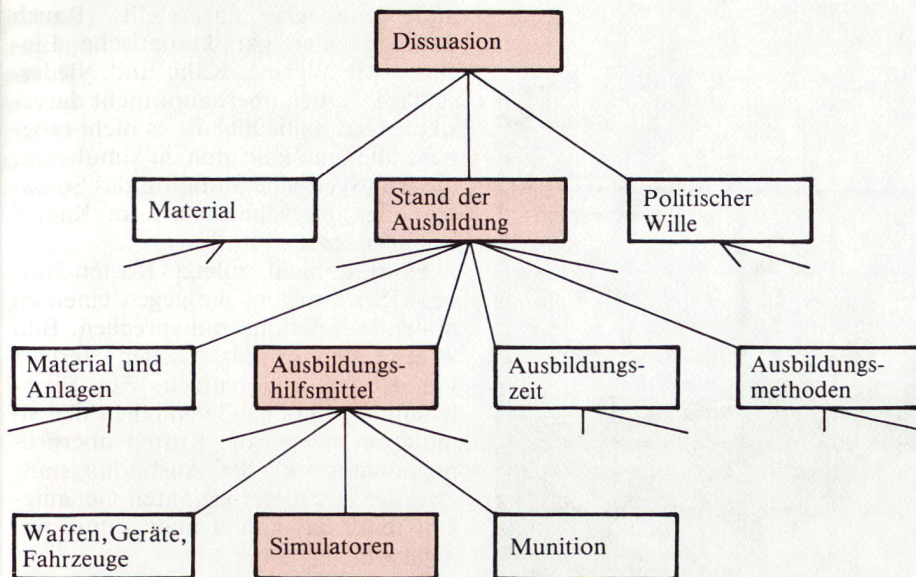 Dissuasion
Material
Stand der
Ausbildung
Politischer
Wille
Material und
Anlagen
Ausbildungs-
hilfsmittel
Ausbildungs-
zeit
Ausbildungs-
methoden
Waffen, Geräte,
Fahrzeuge
Simulatoren
Munition